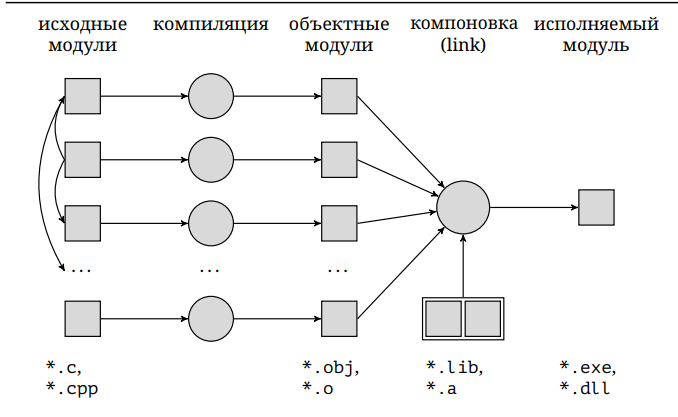 исходные модули
компиляция
объектные модули
компоновка (link)
исполняемый модуль
...
...
...
*.c,
*.cpp
*.obj,
*.o
*.lib,
*.a
*.exe,
*.dll